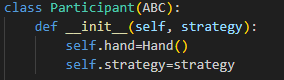 class Participant(ABC):
    def __init__(self, strategy):
        self.hand=Hand()
        self.strategy=strategy